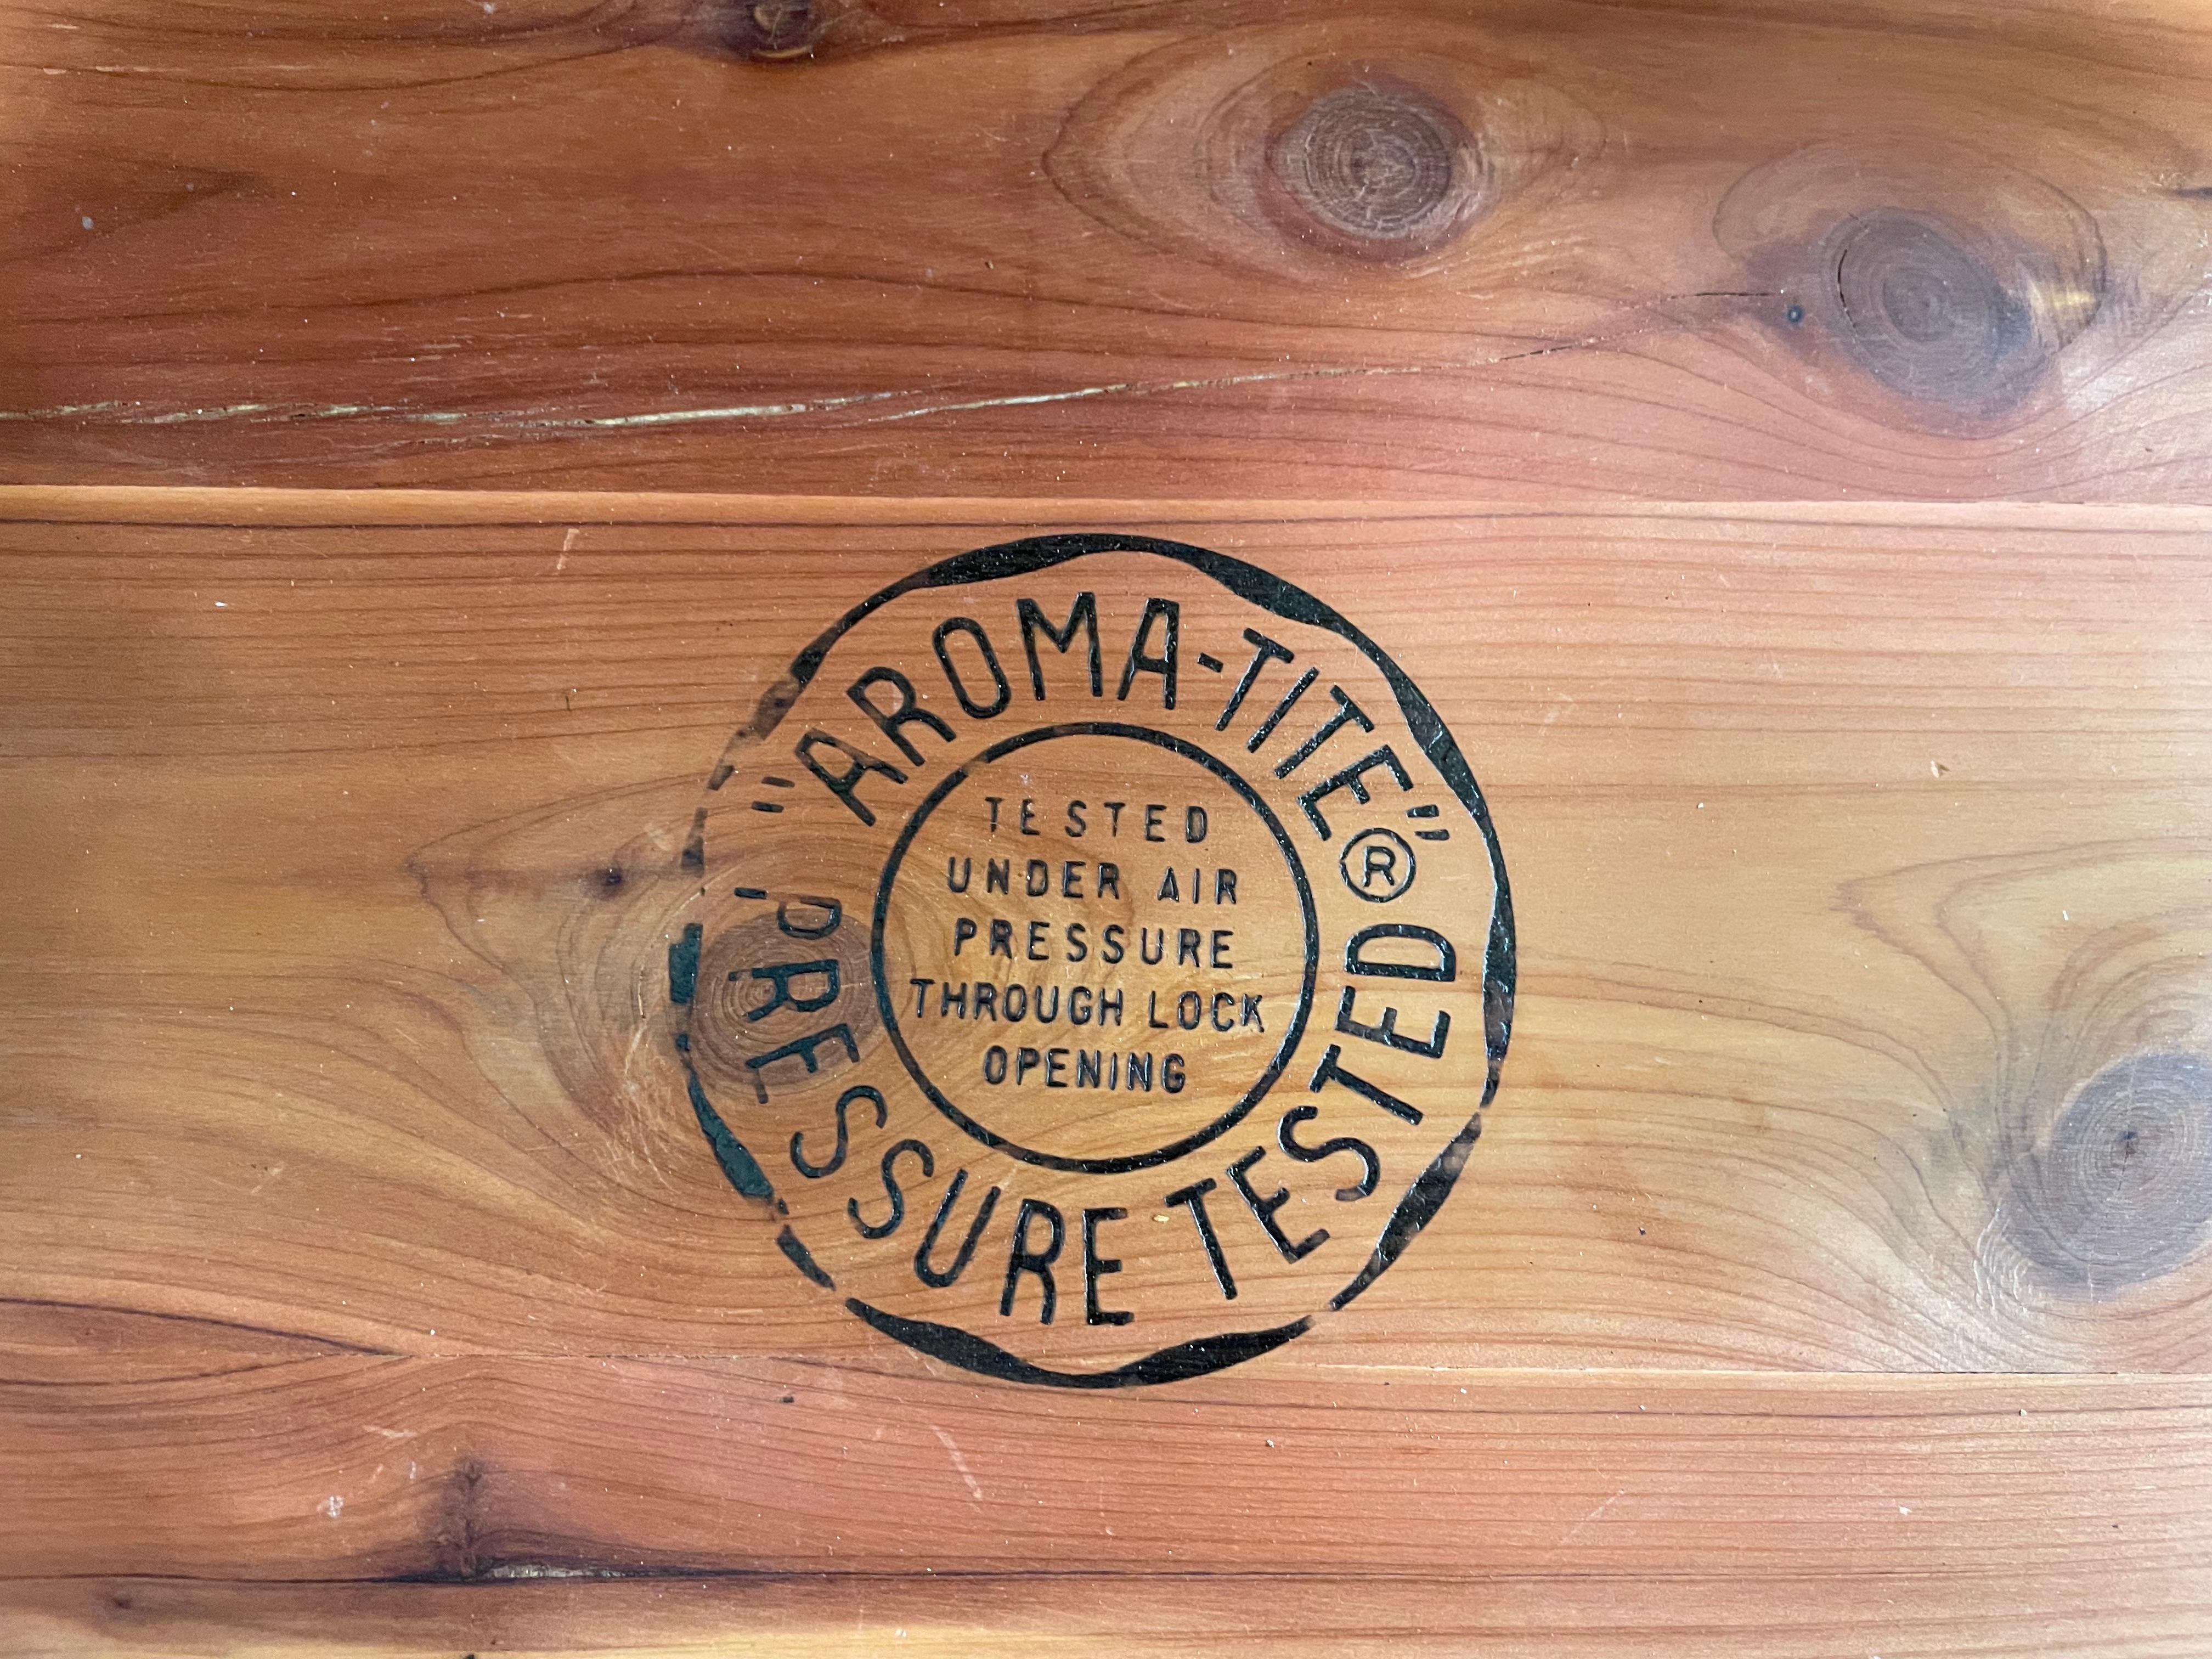 "AROMA-TITE"®
TESTED
UNDER AIR
PRESSURE
THROUGH LOCK
OPENING
PRESSURE TESTED